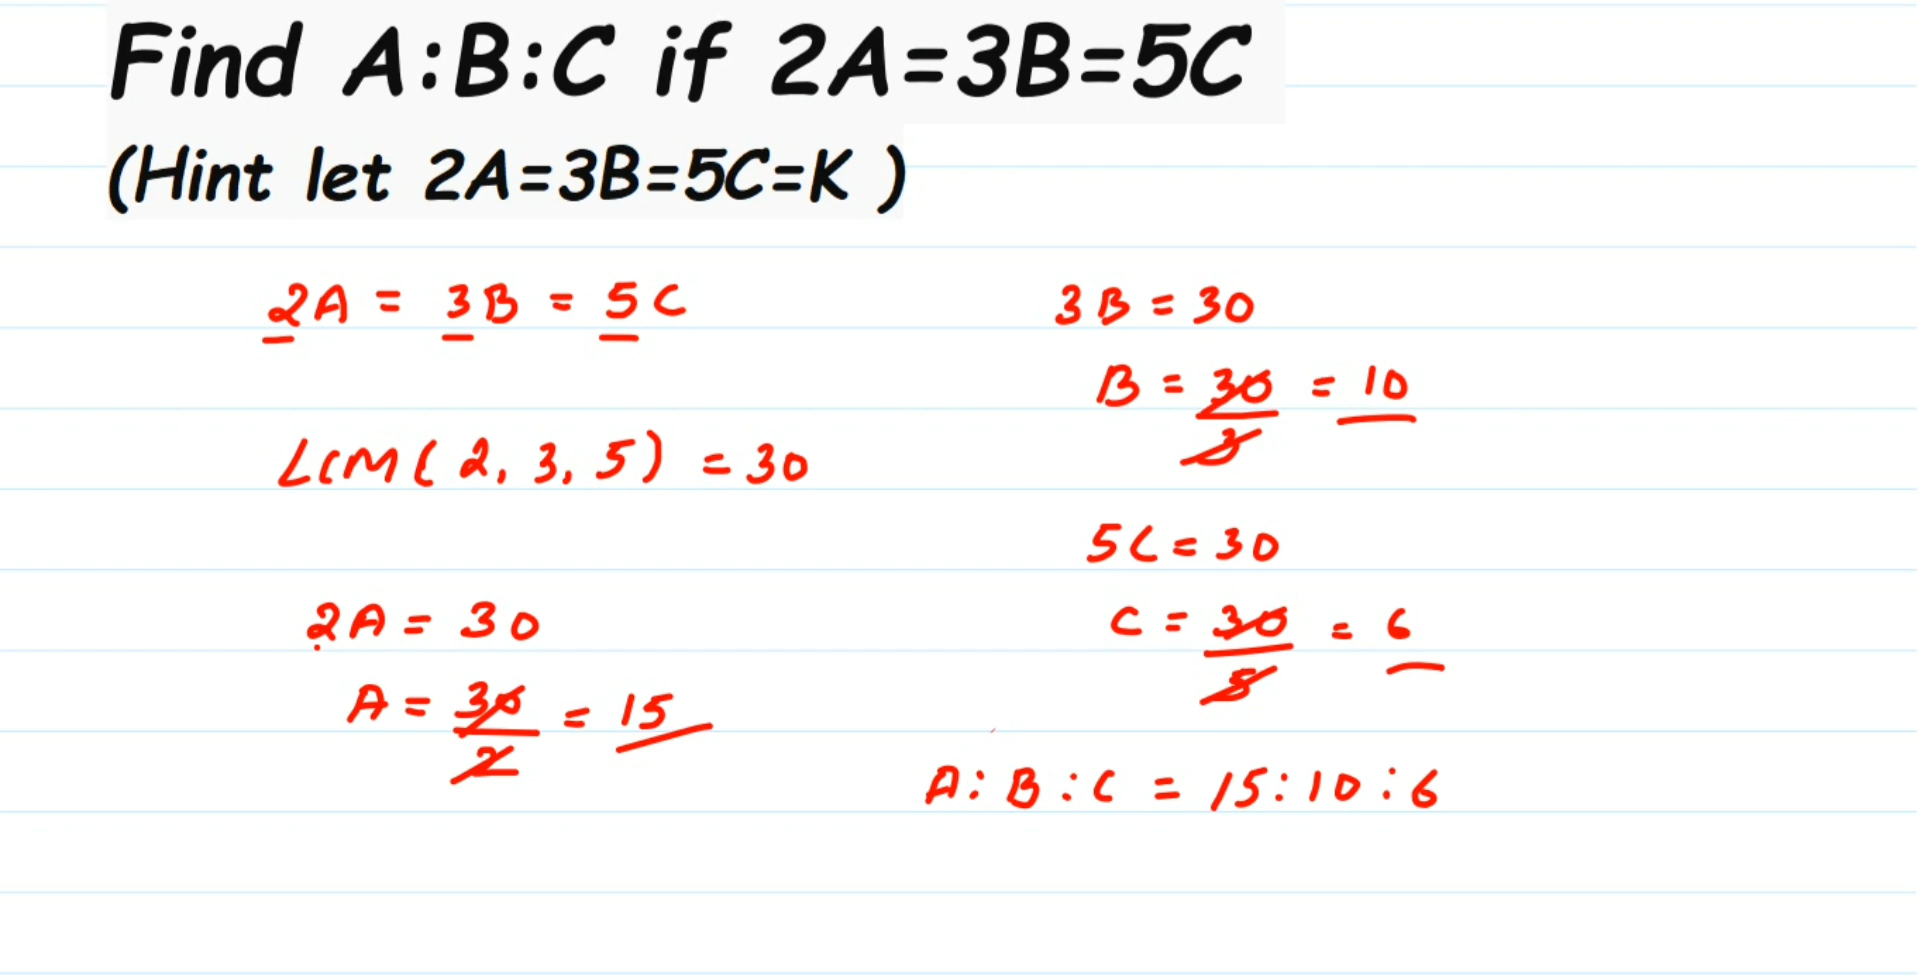 Find A:B:C if 2A=3B=5C
(Hint let 2A=3B=5C=K )
2A = 3B = 5C
LCM( 2, 3, 5) = 30
2A = 30
A = 30/2 = 15
3B = 30
B = 30/3 = 10
5C = 30
C = 30/5 = 6
A:B:C = 15:10:6